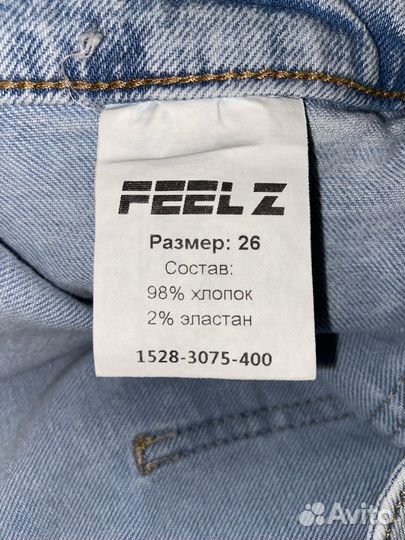 FEEL Z
Размер: 26
Состав:
98% хлопок
2% эластан
1528-3075-400
Avito